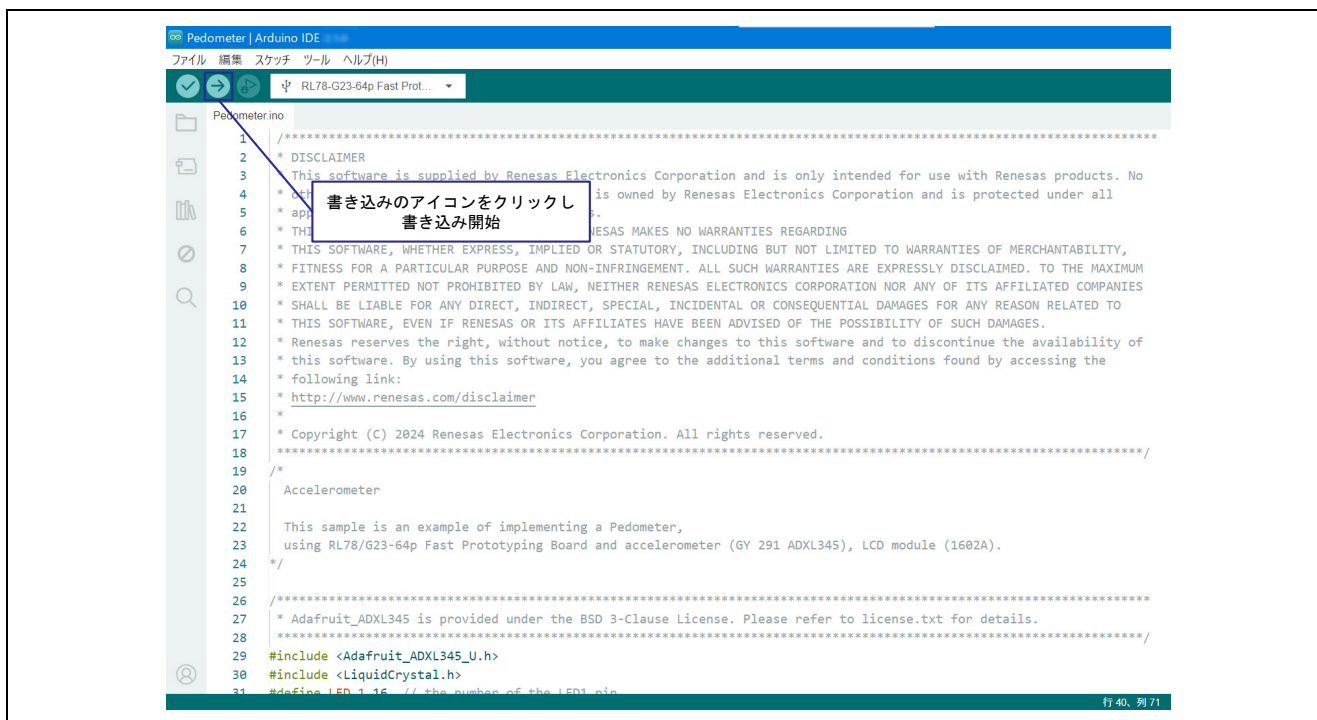 Pedometer | Arduino IDE
ファイル 編集 スケッチ ツール ヘルプ(H)
RL78-G23-64p Fast Prot...
Pedometer.ino
書き込みのアイコンをクリックし
書き込み開始
1 /***********************************************************************************************************************
2 * DISCLAIMER
3 * This software is supplied by Renesas Electronics Corporation and is only intended for use with Renesas products. No
4 * oth is owned by Renesas Electronics Corporation and is protected under all
5 * app s.
6 * THI NESAS MAKES NO WARRANTIES REGARDING
7 * THIS SOFTWARE, WHETHER EXPRESS, IMPLIED OR STATUTORY, INCLUDING BUT NOT LIMITED TO WARRANTIES OF MERCHANTABILITY,
8 * FITNESS FOR A PARTICULAR PURPOSE AND NON-INFRINGEMENT. ALL SUCH WARRANTIES ARE EXPRESSLY DISCLAIMED. TO THE MAXIMUM
9 * EXTENT PERMITTED NOT PROHIBITED BY LAW, NEITHER RENESAS ELECTRONICS CORPORATION NOR ANY OF ITS AFFILIATED COMPANIES
10 * SHALL BE LIABLE FOR ANY DIRECT, INDIRECT, SPECIAL, INCIDENTAL OR CONSEQUENTIAL DAMAGES FOR ANY REASON RELATED TO
11 * THIS SOFTWARE, EVEN IF RENESAS OR ITS AFFILIATES HAVE BEEN ADVISED OF THE POSSIBILITY OF SUCH DAMAGES.
12 * Renesas reserves the right, without notice, to make changes to this software and to discontinue the availability of
13 * this software. By using this software, you agree to the additional terms and conditions found by accessing the
14 * following link:
15 * http://www.renesas.com/disclaimer
16 *
17 * Copyright (C) 2024 Renesas Electronics Corporation. All rights reserved.
18 *********************************************************************************************************************/
19 /*
20 Accelerometer
21
22 This sample is an example of implementing a Pedometer,
23 using RL78/G23-64p Fast Prototyping Board and accelerometer (GY 291 ADXL345), LCD module (1602A).
24 */
25
26 /**********************************************************************************************************************
27 * Adafruit_ADXL345 is provided under the BSD 3-Clause License. Please refer to license.txt for details.
28 *********************************************************************************************************************/
29 #include <Adafruit_ADXL345_U.h>
30 #include <LiquidCrystal.h>
31 #define LED_1 16 // the number of the LED1 pin
行 40、列 71